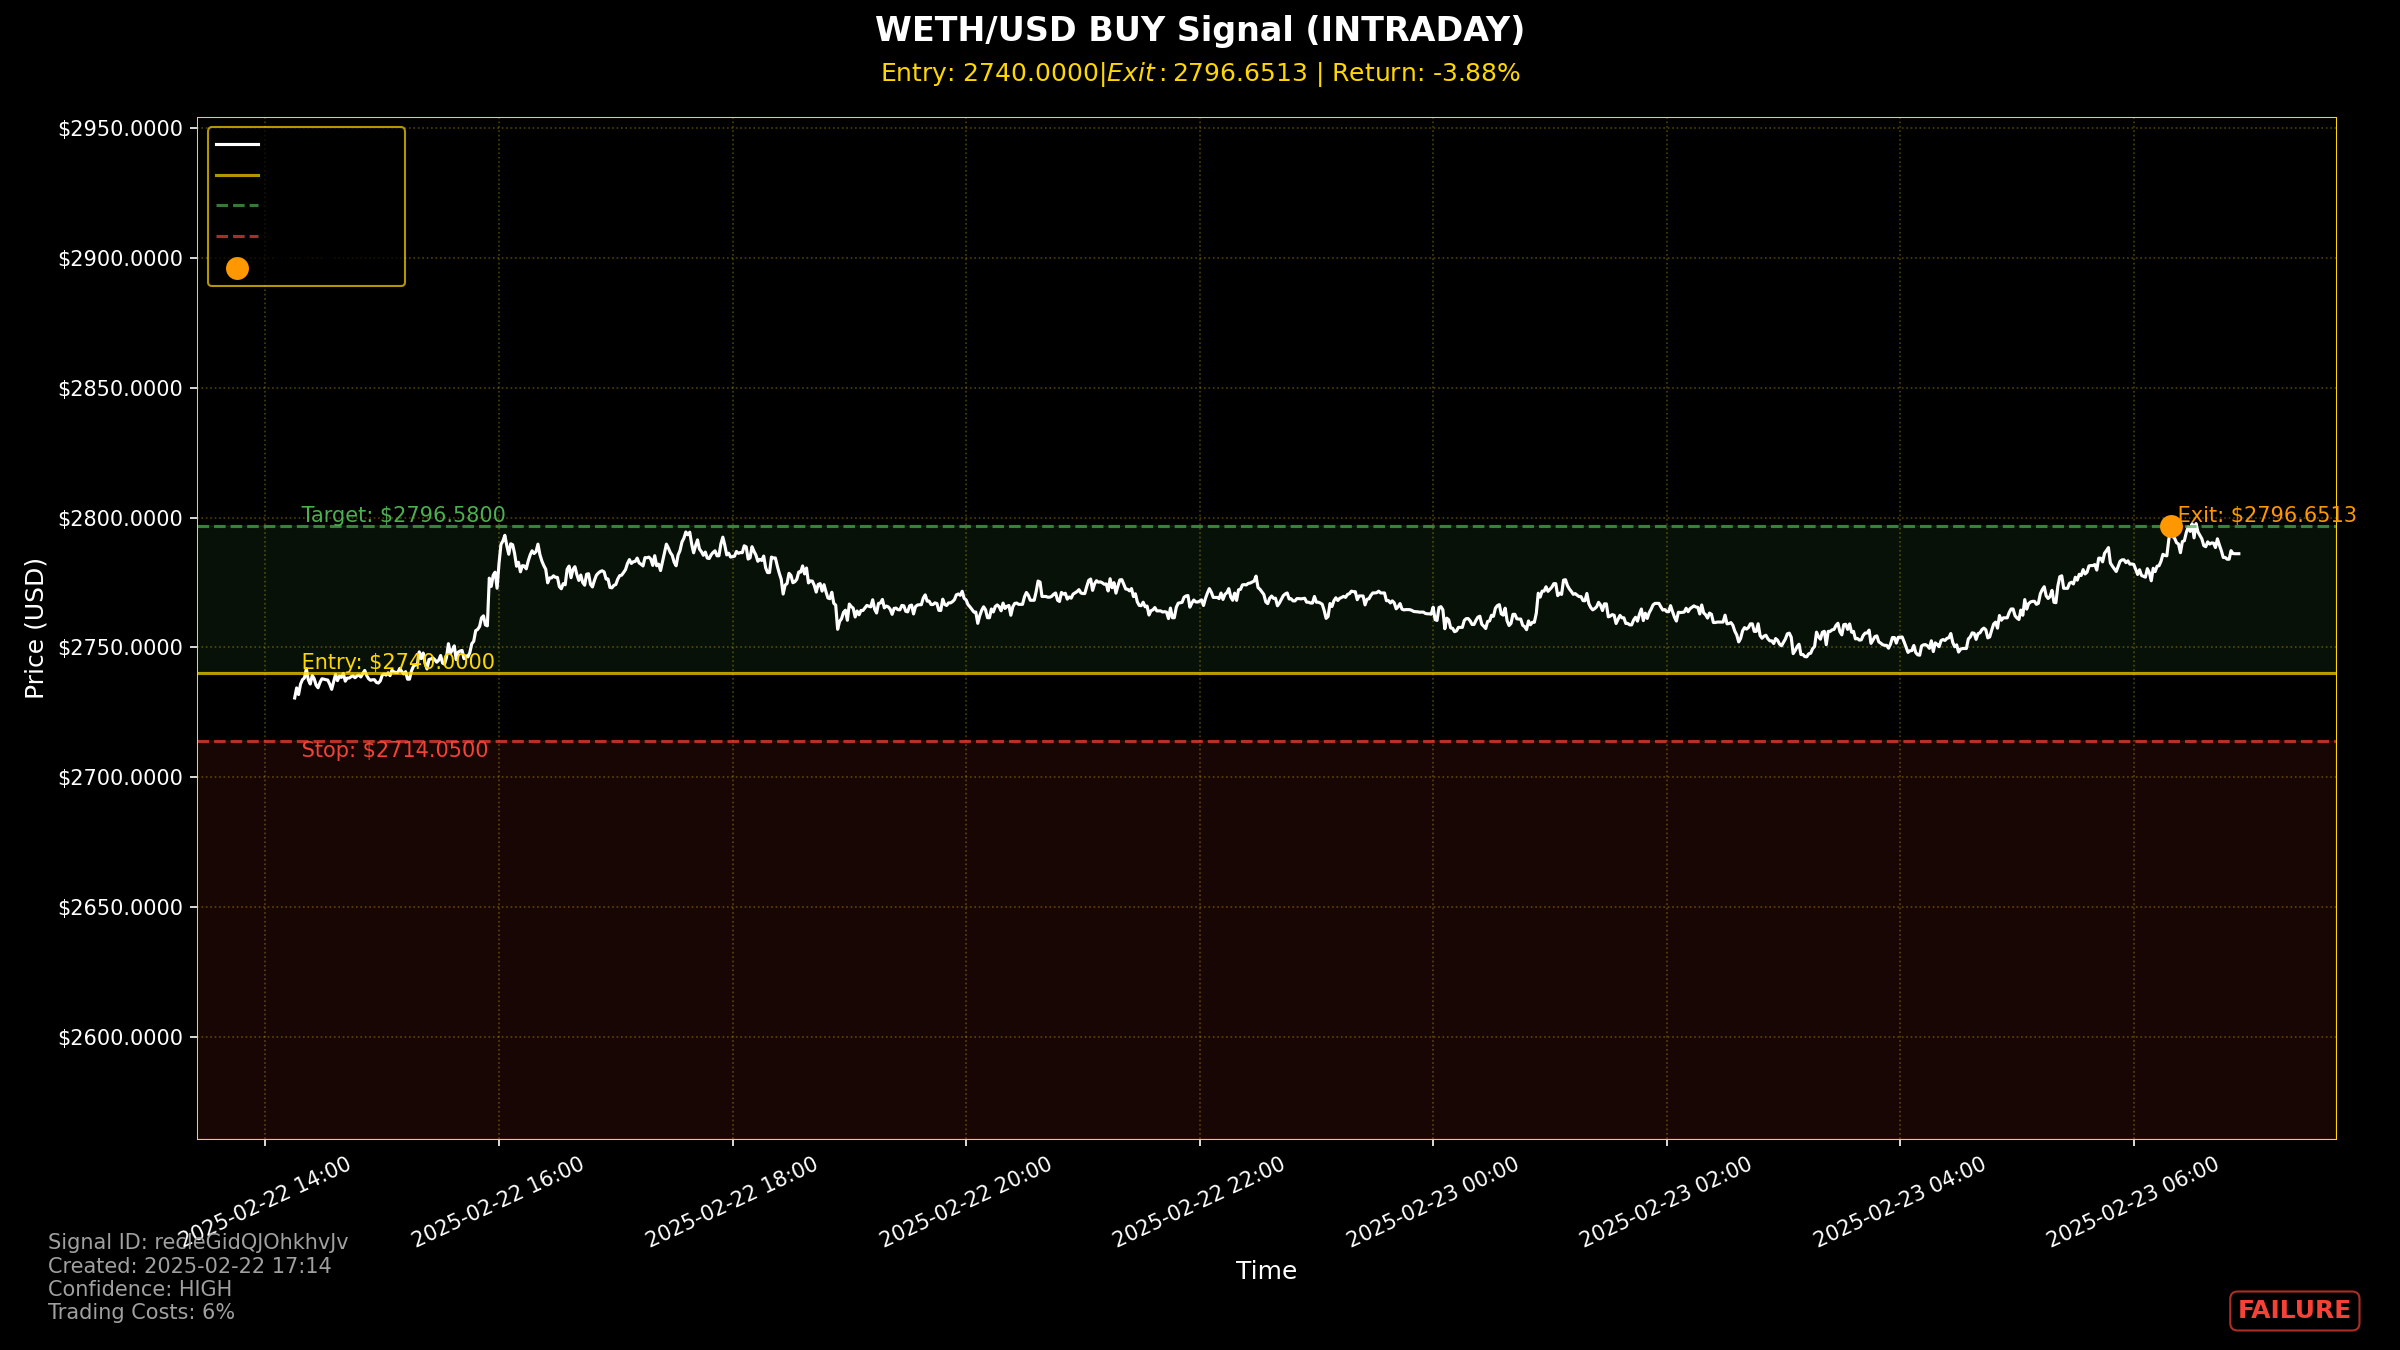 WETH/USD BUY Signal (INTRADAY)
Entry: 2740.0000|Exit:2796.6513 | Return: -3.88%
$2950.0000
$2900.0000
$2850.0000
$2800.0000
$2750.0000
$2700.0000
$2650.0000
$2600.0000
Price (USD)
Target: $2796.5800
Exit: $2796.6513
Entry: $2740.0000
Stop: $2714.0500
2025-02-22 14:00
2025-02-22 16:00
2025-02-22 18:00
2025-02-22 20:00
2025-02-22 22:00
2025-02-23 00:00
2025-02-23 02:00
2025-02-23 04:00
2025-02-23 06:00
Time
Signal ID:
Created: 2025-02-22 17:14
Confidence: HIGH
Trading Costs: 6%
FAILURE